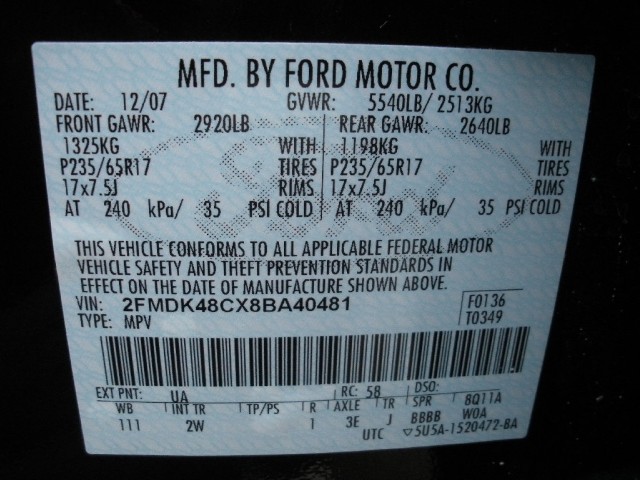 MFD. BY FORD MOTOR CO.
DATE: 12/07 GVWR: 5540LB/ 2513KG
FRONT GAWR: 2920LB REAR GAWR: 2640LB
1325KG WITH 1198KG WITH
P235/65R17 TIRES P235/65R17 TIRES
17x7.5J RIMS 17x7.5J RIMS
AT 240 kPa/ 35 PSI COLD AT 240 kPa/ 35 PSI COLD
THIS VEHICLE CONFORMS TO ALL APPLICABLE FEDERAL MOTOR
VEHICLE SAFETY AND THEFT PREVENTION STANDARDS IN
EFFECT ON THE DATE OF MANUFACTURE SHOWN ABOVE.
VIN: 2FMDK48CX8BA40481 F0136
TYPE: MPV T0349
EXT PNT: UA RC: 58 DSO:
WB INT TR TP/PS R AXLE TR SPR 8Q11A
111 2W 1 3E J BBBB W0A
UTC ▽5U5A-1520472-BA